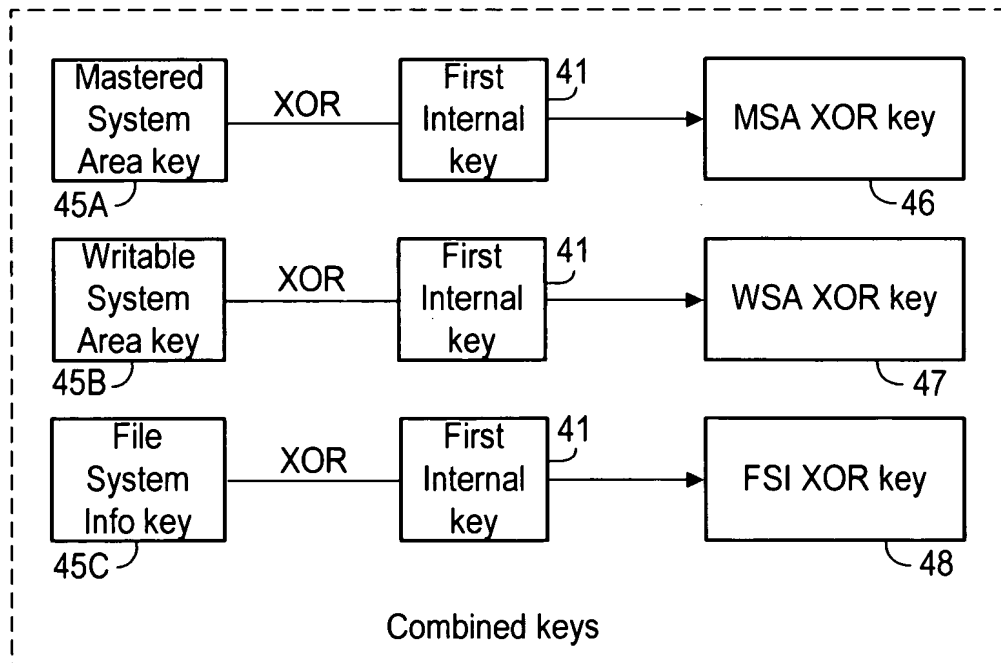 Mastered
System
Area key
XOR
First
Internal
key
41
MSA XOR key
45A
46
Writable
System
Area key
XOR
First
Internal
key
41
WSA XOR key
45B
47
File
System
Info key
XOR
First
Internal
key
41
FSI XOR key
45C
48
Combined keys